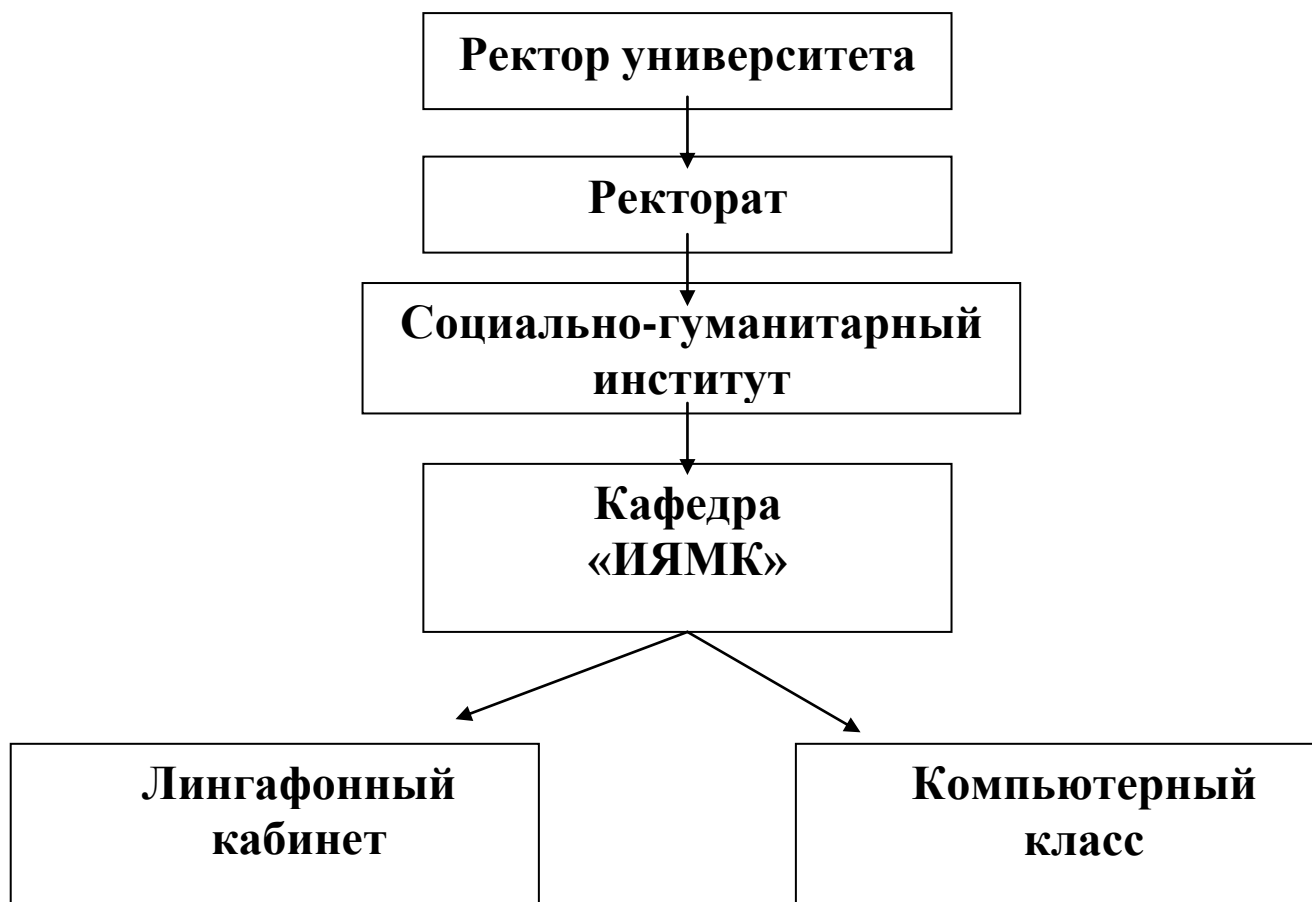 Ректор университета
Ректорат
Социально-гуманитарный
институт
Кафедра
«ИЯМК»
Лингафонный
кабинет
Компьютерный
класс